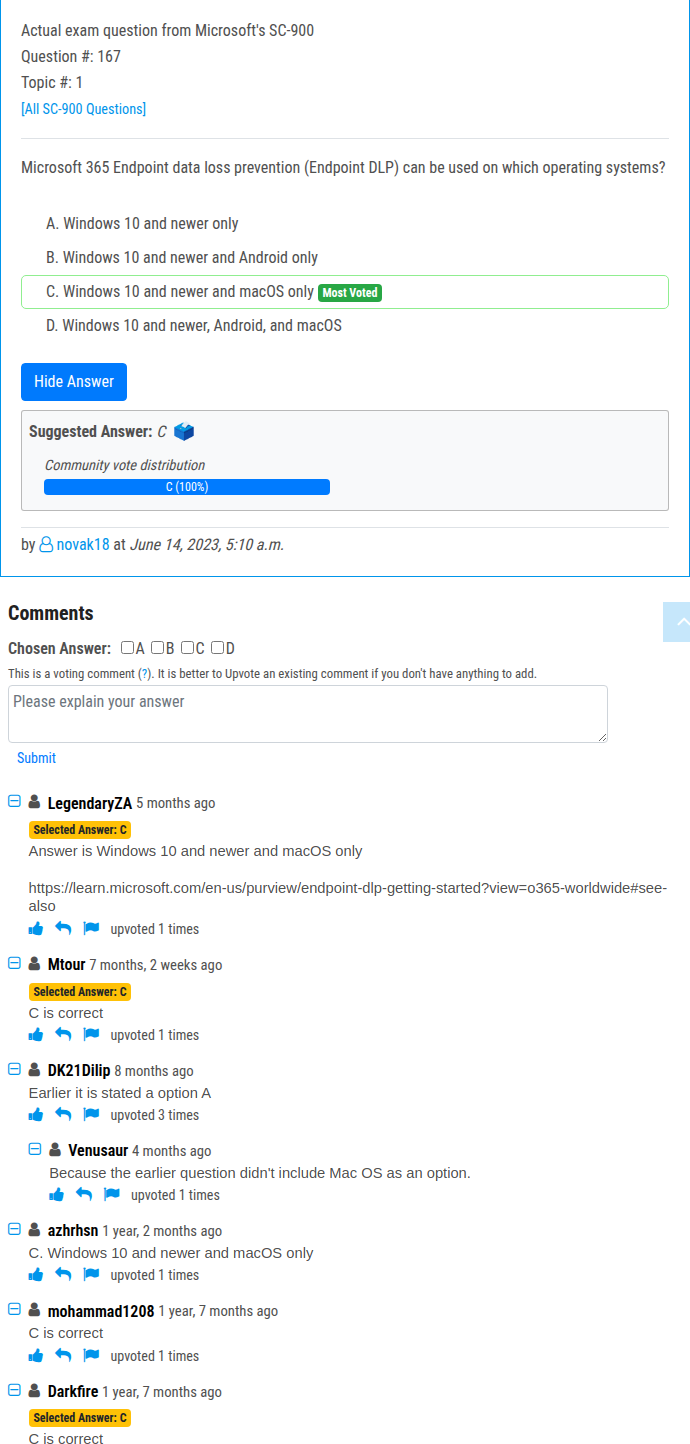 Actual exam question from Microsoft's SC-900
Question #: 167
Topic #: 1
[All SC-900 Questions]
Microsoft 365 Endpoint data loss prevention (Endpoint DLP) can be used on which operating systems?
A. Windows 10 and newer only
B. Windows 10 and newer and Android only
C. Windows 10 and newer and macOS only Most Voted
D. Windows 10 and newer, Android, and macOS
Hide Answer
Suggested Answer: C
Community vote distribution
C (100%)
by novak18 at June 14, 2023, 5:10 a.m.
Comments
Chosen Answer: A B C D
This is a voting comment (?). It is better to Upvote an existing comment if you don't have anything to add.
Please explain your answer
Submit
LegendaryZA 5 months ago
Selected Answer: C
Answer is Windows 10 and newer and macOS only
https://learn.microsoft.com/en-us/purview/endpoint-dlp-getting-started?view=o365-worldwide#see-
also
upvoted 1 times
Mtour 7 months, 2 weeks ago
Selected Answer: C
C is correct
upvoted 1 times
DK21Dilip 8 months ago
Earlier it is stated a option A
upvoted 3 times
Venusaur 4 months ago
Because the earlier question didn't include Mac OS as an option.
upvoted 1 times
azhrhsn 1 year, 2 months ago
C. Windows 10 and newer and macOS only
upvoted 1 times
mohammad1208 1 year, 7 months ago
C is correct
upvoted 1 times
Darkfire 1 year, 7 months ago
Selected Answer: C
C is correct